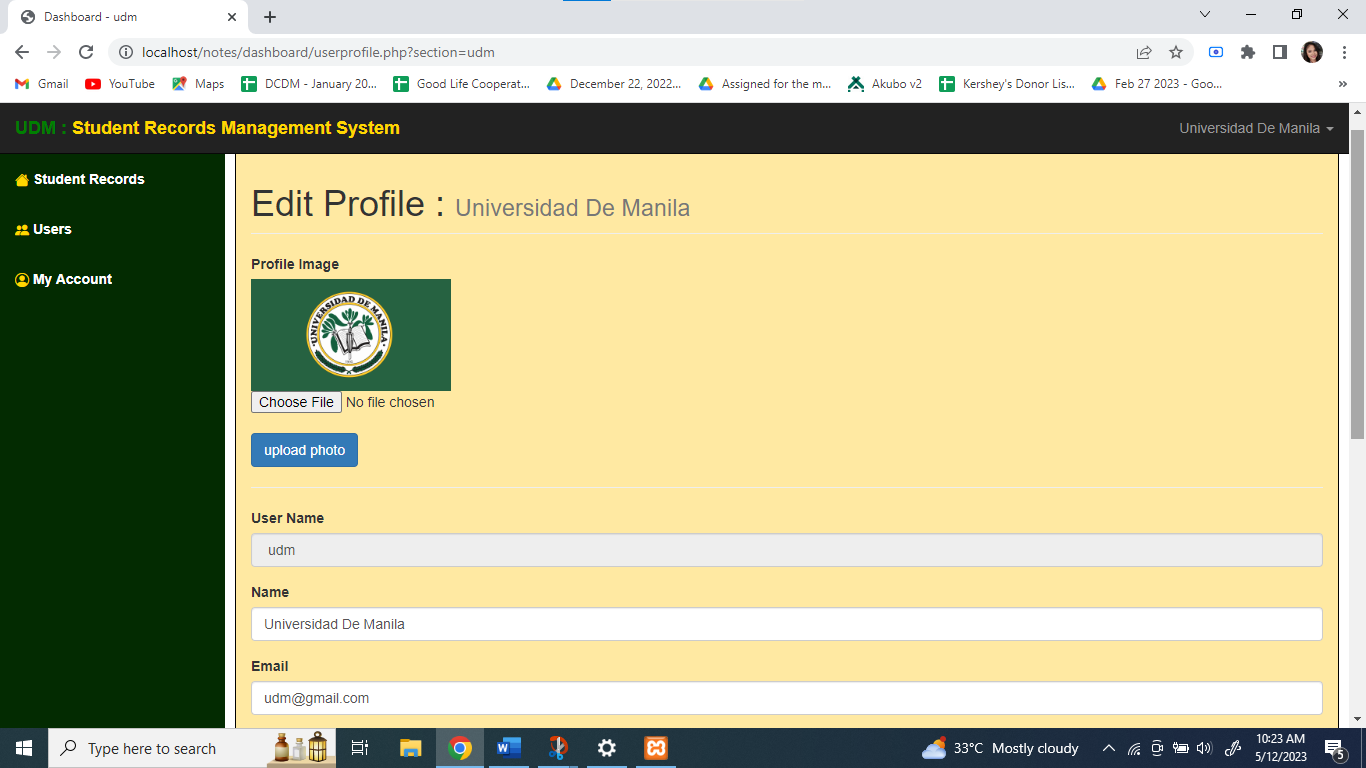 Dashboard - udm
localhost/notes/dashboard/userprofile.php?section=udm
Gmail YouTube Maps DCDM - January 20... Good Life Cooperat... December 22, 2022... Assigned for the m... Akubo v2 Kershey's Donor Lis... Feb 27 2023 - Goo... »
UDM : Student Records Management System
Universidad De Manila
Student Records
Users
My Account
Edit Profile : Universidad De Manila
Profile Image
UNIVERSIDAD DE MANILA
Choose File No file chosen
upload photo
User Name
udm
Name
Universidad De Manila
Email
udm@gmail.com
Type here to search
33°C Mostly cloudy
10:23 AM
5/12/2023
5